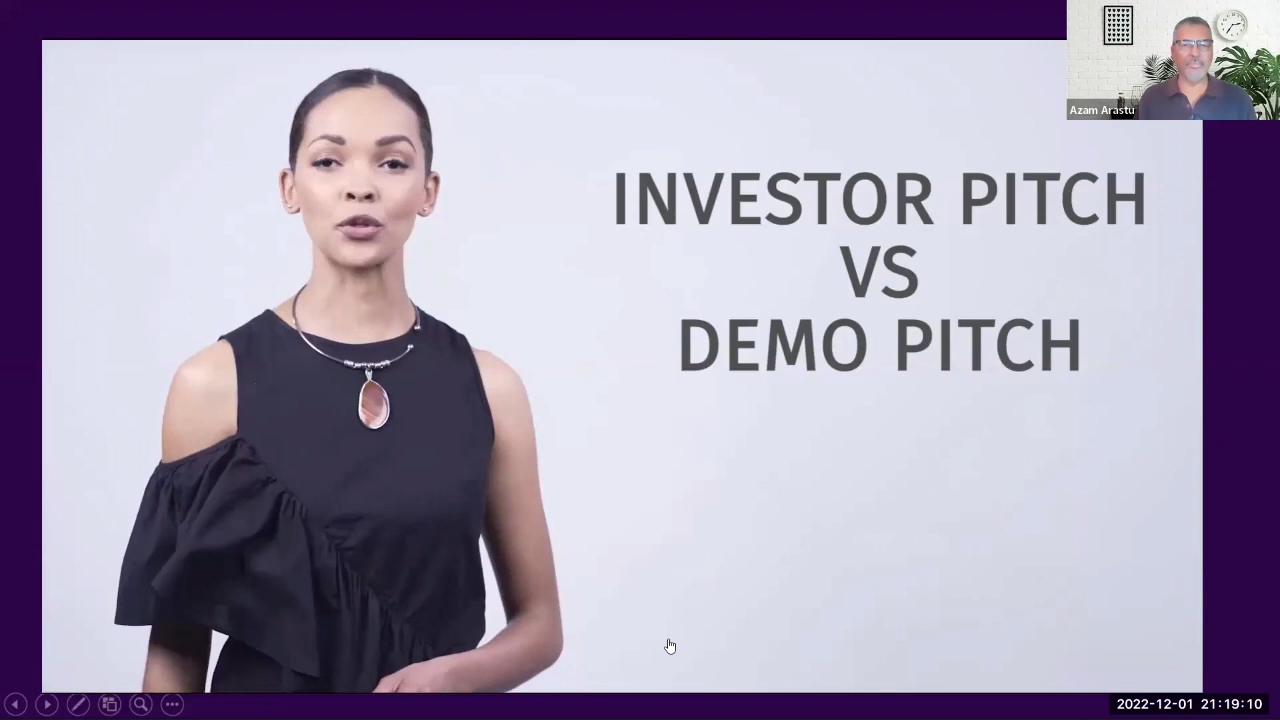 Azam Arastu
INVESTOR PITCH
VS
DEMO PITCH
2022-12-01 21:19:10